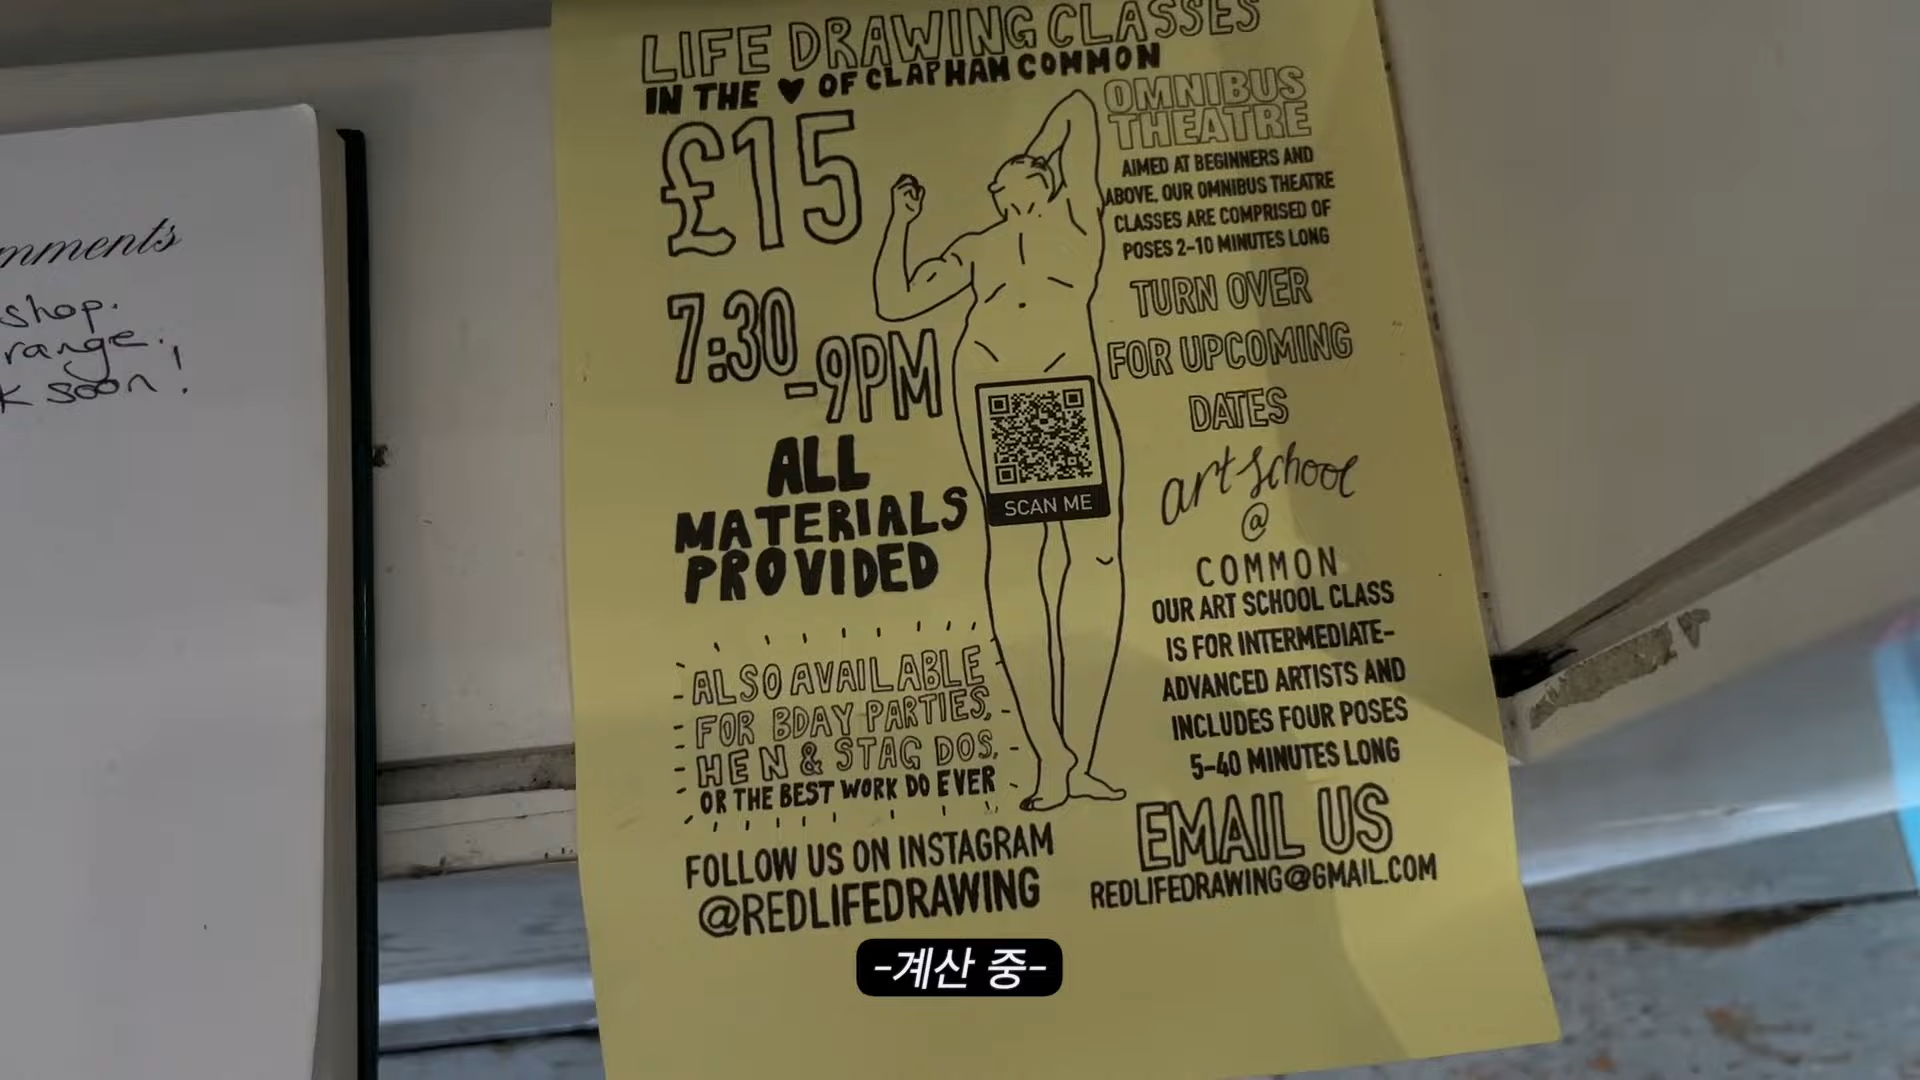 LIFE DRAWING CLASSES
IN THE ♥ OF CLAPHAM COMMON
£15
7:30
-9PM
ALL
MATERIALS
PROVIDED
ALSO AVAILABLE
FOR BDAY PARTIES,
HEN & STAG DOS,
OR THE BEST WORK DO EVER
FOLLOW US ON INSTAGRAM
@REDLIFEDRAWING
SCAN ME
OMNIBUS
THEATRE
AIMED AT BEGINNERS AND
ABOVE, OUR OMNIBUS THEATRE
CLASSES ARE COMPRISED OF
POSES 2-10 MINUTES LONG
TURN OVER
FOR UPCOMING
DATES
art school
@
COMMON
OUR ART SCHOOL CLASS
IS FOR INTERMEDIATE-
ADVANCED ARTISTS AND
INCLUDES FOUR POSES
5-40 MINUTES LONG
EMAIL US
REDLIFEDRAWING@GMAIL.COM
shop.
soon!
-계산 중-